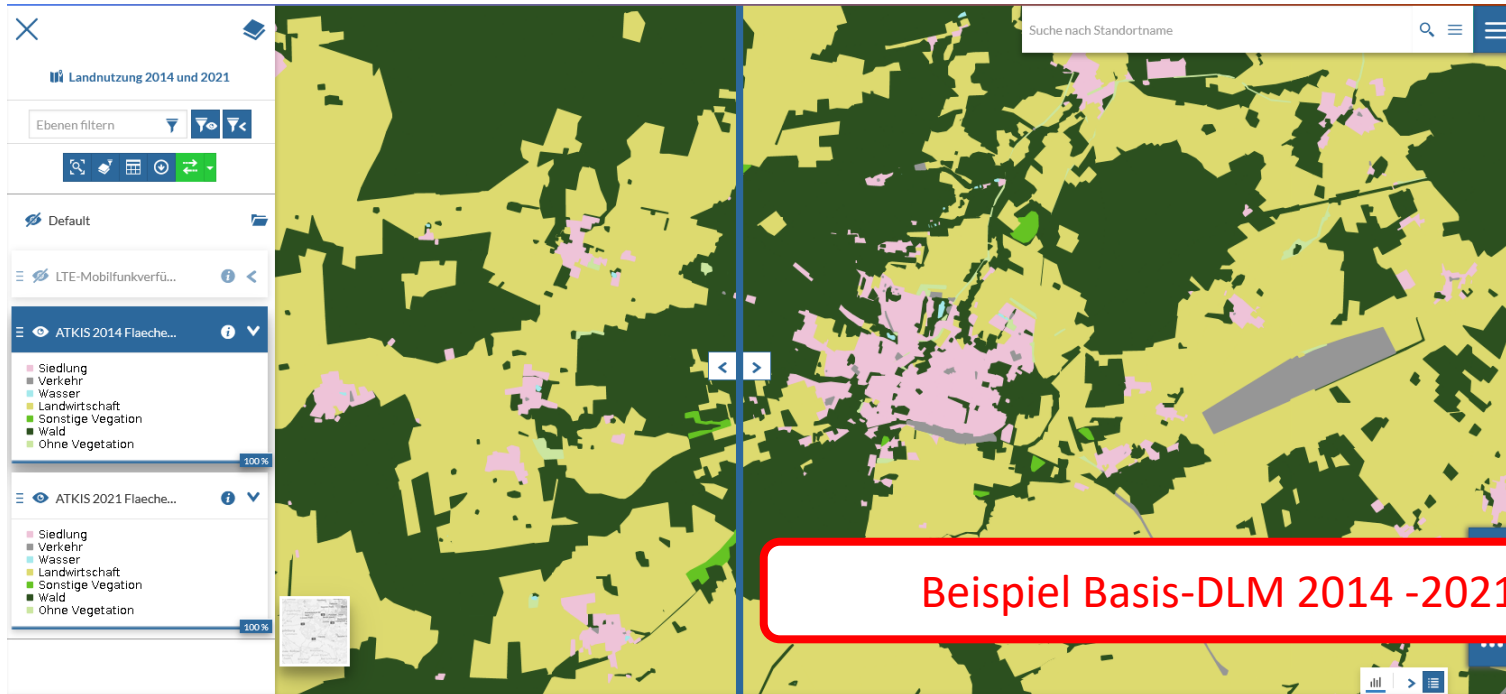 Landnutzung 2014 und 2021
Suche nach Standortname
Ebenen filtern
Default
LTE-Mobilfunkverfü...
ATKIS 2014 Flaeche...
Siedlung
Verkehr
Wasser
Landwirtschaft
Sonstige Vegation
Wald
Ohne Vegetation
100 %
ATKIS 2021 Flaeche...
Siedlung
Verkehr
Wasser
Landwirtschaft
Sonstige Vegation
Wald
Ohne Vegetation
100 %
Beispiel Basis-DLM 2014 -2021